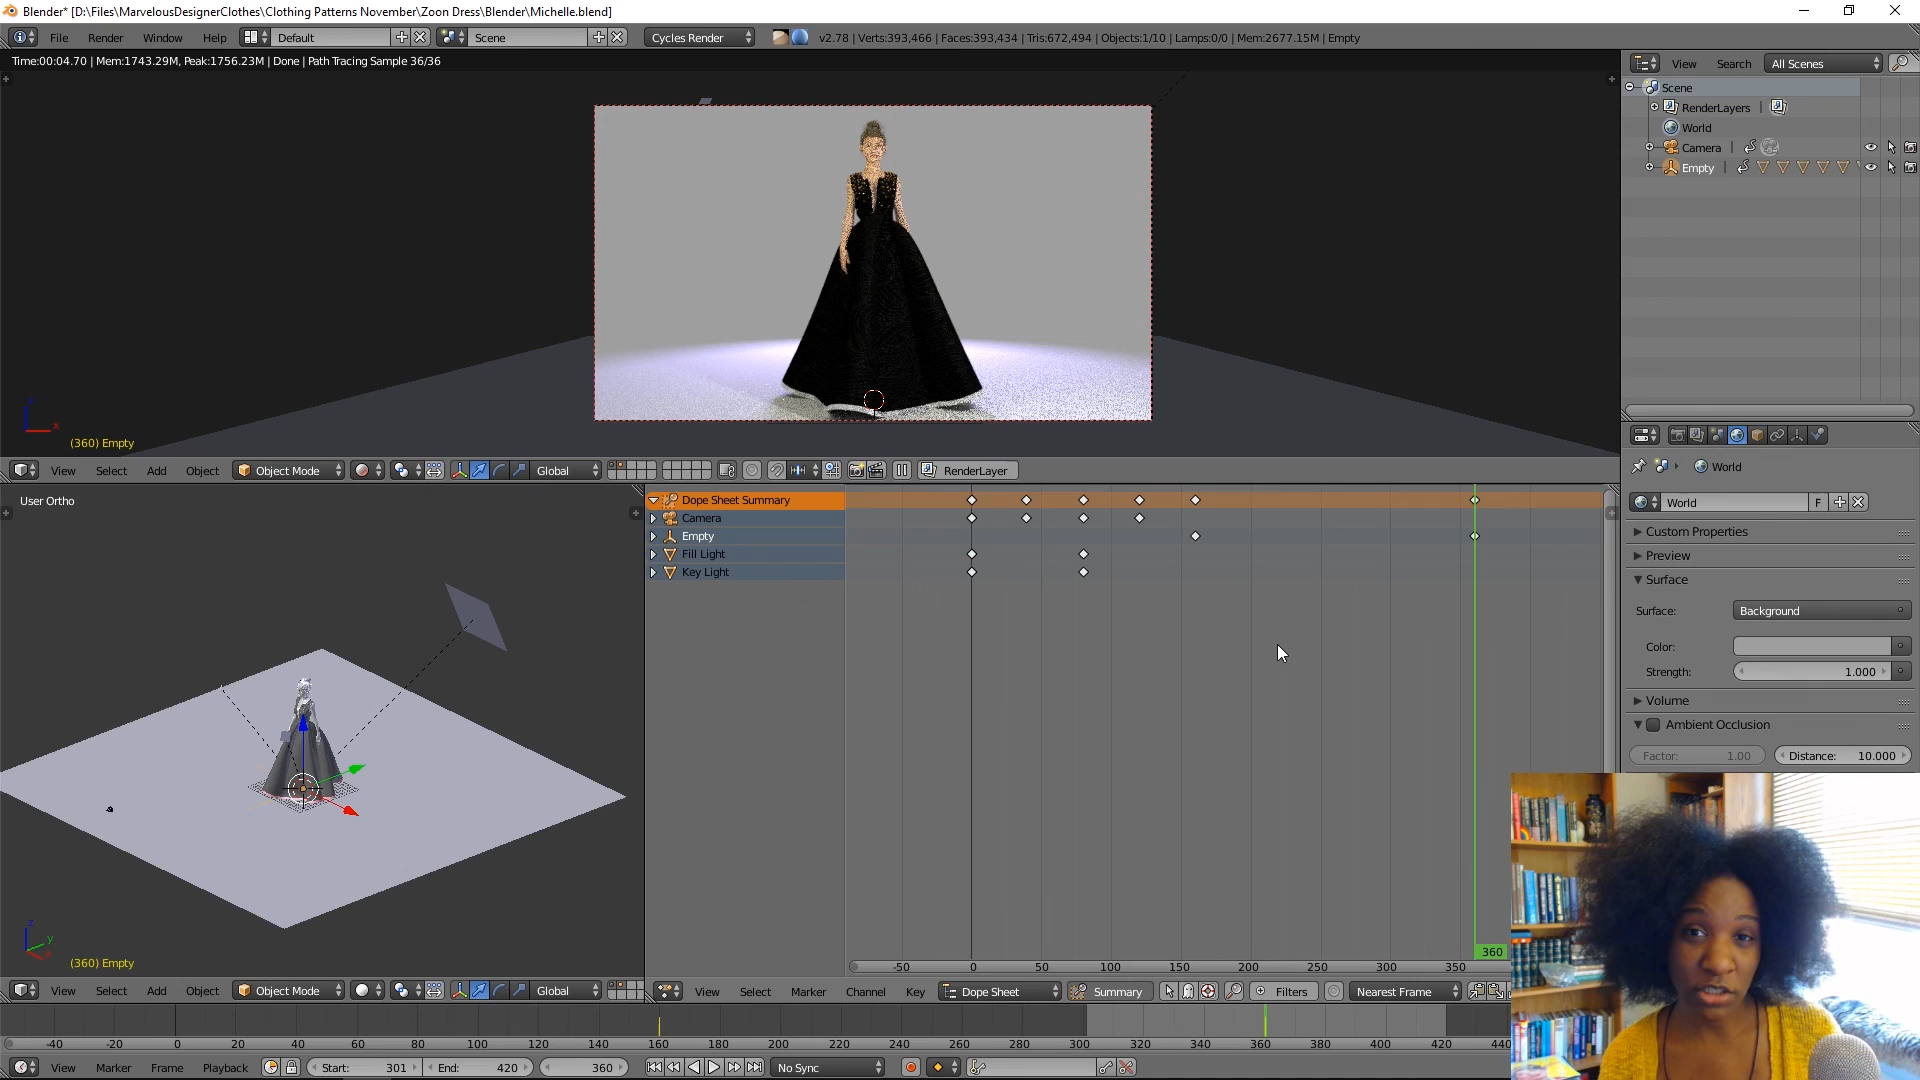 Blender* [D:\Files\MarvelousDesignerClothes\Clothing Patterns November\Zoon Dress\Blender\Michelle.blend]
File Render Window Help Default Scene Cycles Render v2.78 | Verts:393,466 | Faces:393,434 | Tris:672,494 | Objects:1/10 | Lamps:0/0 | Mem:2677.15M | Empty
Time:00:04.70 | Mem:1743.29M, Peak:1756.23M | Done | Path Tracing Sample 36/36
View Search All Scenes
Scene
RenderLayers |
World
Camera |
Empty |
(360) Empty
View Select Add Object Object Mode Global RenderLayer
World
User Ortho
Dope Sheet Summary
Camera
Empty
Fill Light
Key Light
World F
Custom Properties
Preview
Surface
Surface: Background
Color:
Strength: 1.000
Volume
Ambient Occlusion
Factor: 1.00 Distance: 10.000
360
-50 0 50 100 150 200 250 300 350
(360) Empty
View Select Add Object Object Mode Global
View Select Marker Channel Key Dope Sheet Summary Filters Nearest Frame
-40 -20 0 20 40 60 80 100 120 140 160 180 200 220 240 260 280 300 320 340 360 380 400 420 440
View Marker Frame Playback Start: 301 End: 420 360 No Sync